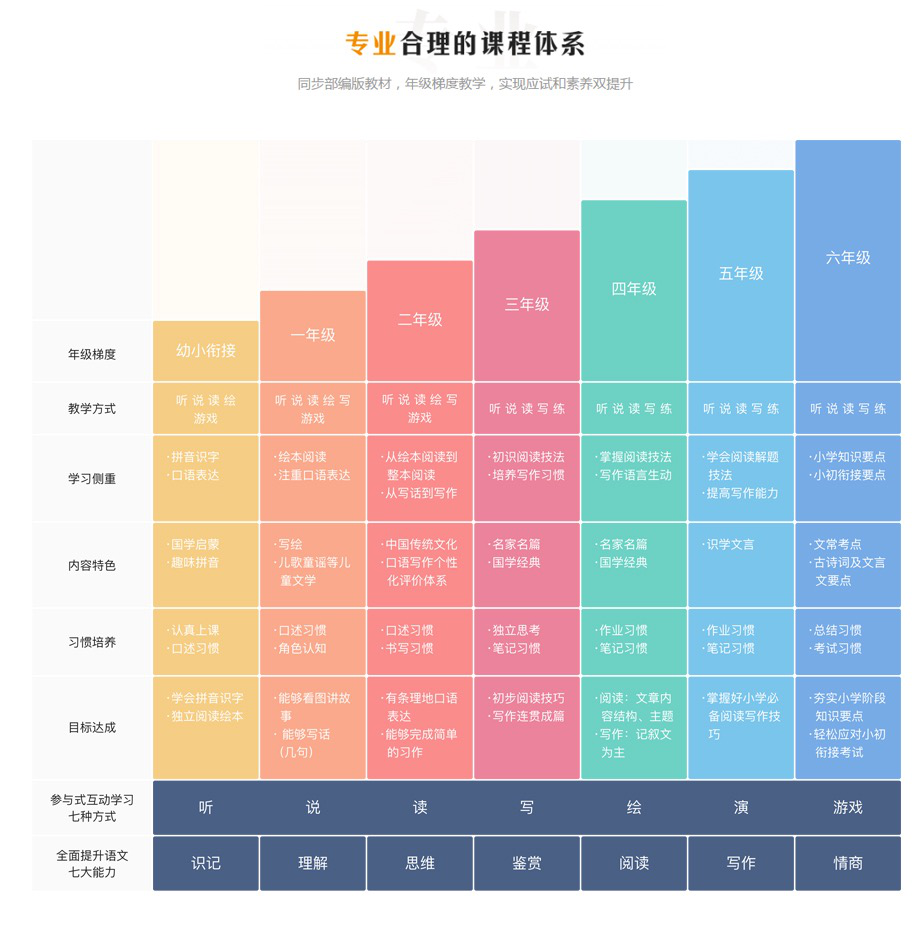 专业合理的课程体系
同步部编版教材，年级梯度教学，实现应试和素养双提升
年级梯度
幼小衔接
一年级
二年级
三年级
四年级
五年级
六年级
教学方式
听 说 读 绘
游戏
听 说 读 绘 写
游戏
听 说 读 绘 写
游戏
听 说 读 写 练
听 说 读 写 练
听 说 读 写 练
听 说 读 写 练
学习侧重
·拼音识字
·口语表达
·绘本阅读
·注重口语表达
·从绘本阅读到
整本阅读
·从写话到写作
·初识阅读技法
·培养写作习惯
·掌握阅读技法
·写作语言生动
·学会阅读解题
技法
·提高写作能力
·小学知识要点
·小初衔接要点
内容特色
·国学启蒙
·趣味拼音
·写绘
·儿歌童谣等儿
童文学
·中国传统文化
·口语写作个性
化评价体系
·名家名篇
·国学经典
·名家名篇
·国学经典
·识学文言
·文常考点
·古诗词及文言
文要点
习惯培养
·认真上课
·口述习惯
·口述习惯
·角色认知
·口述习惯
·书写习惯
·独立思考
·笔记习惯
·作业习惯
·笔记习惯
·作业习惯
·笔记习惯
·总结习惯
·考试习惯
目标达成
·学会拼音识字
·独立阅读绘本
·能够看图讲故
事
· 能够写话
（几句）
·有条理地口语
表达
·能够完成简单
的习作
·初步阅读技巧
·写作连贯成篇
·阅读：文章内
容结构、主题
·写作：记叙文
为主
·掌握好小学必
备阅读写作技
巧
·夯实小学阶段
知识要点
·轻松应对小初
衔接考试
参与式互动学习
七种方式
听
说
读
写
绘
演
游戏
全面提升语文
七大能力
识记
理解
思维
鉴赏
阅读
写作
情商